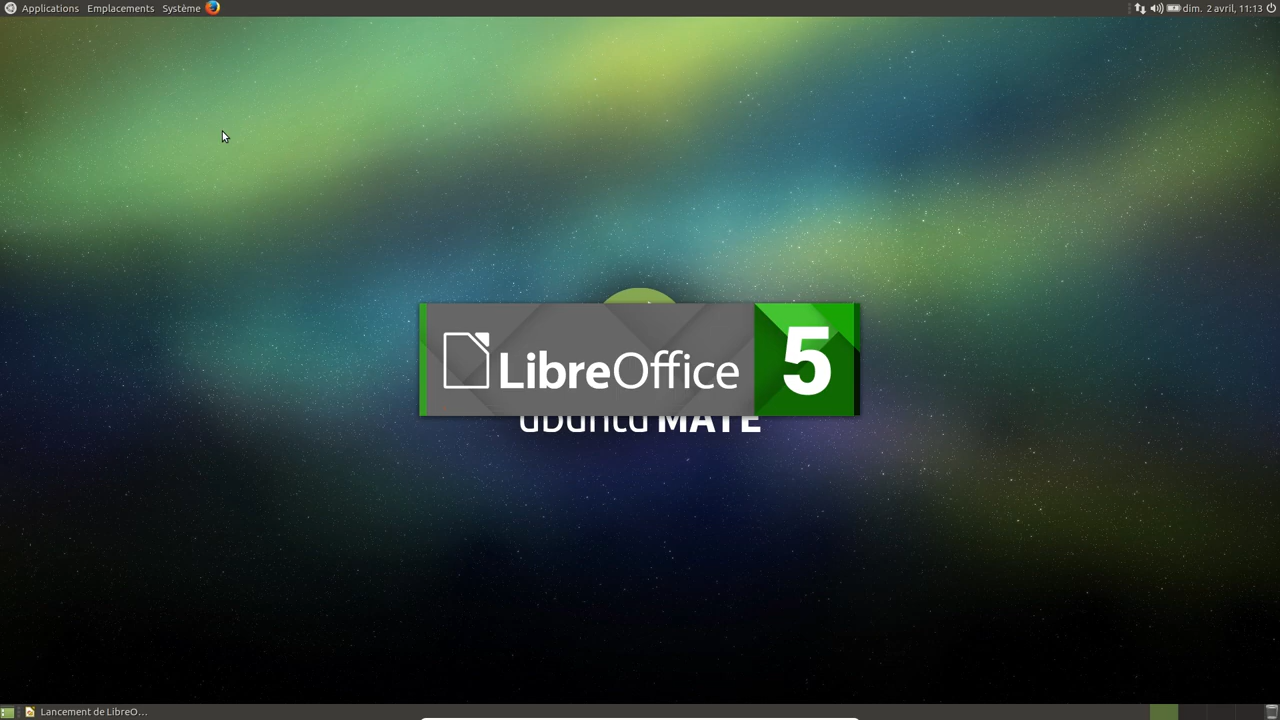 Applications Emplacements Système dim. 2 avril, 11:13
LibreOffice 5
ubuntu MATE
Lancement de LibreO...